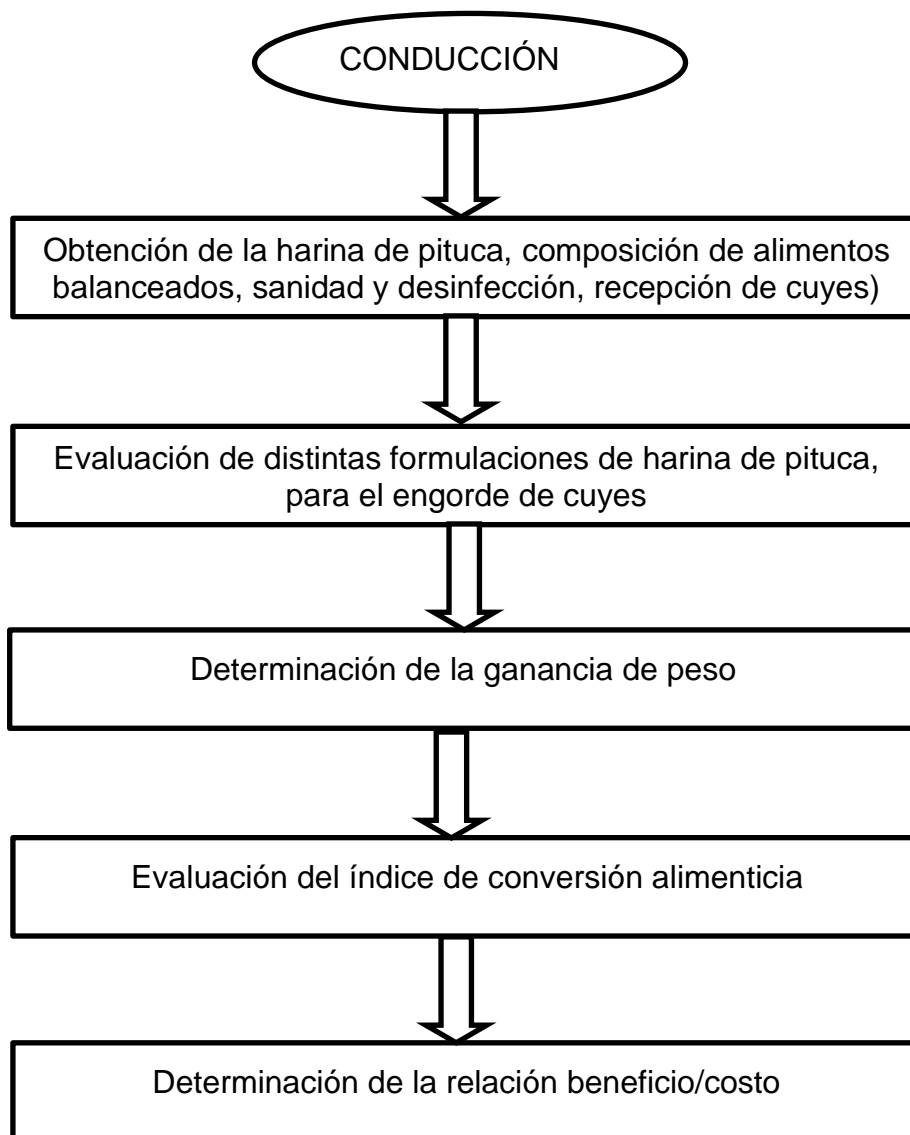 CONDUCCIÓN
Obtención de la harina de pituca, composición de alimentos
balanceados, sanidad y desinfección, recepción de cuyes)
Evaluación de distintas formulaciones de harina de pituca,
para el engorde de cuyes
Determinación de la ganancia de peso
Evaluación del índice de conversión alimenticia
Determinación de la relación beneficio/costo